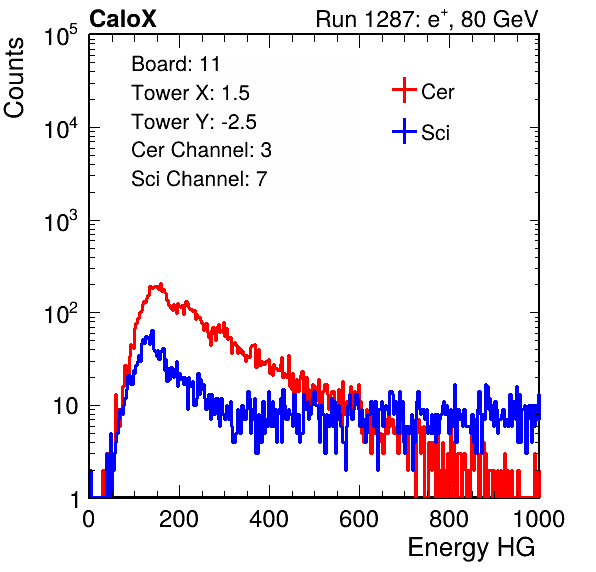 CaloX Run 1287: e⁺, 80 GeV
Counts
10⁵
10⁴
10³
10²
10
1
Board: 11
Tower X: 1.5
Tower Y: -2.5
Cer Channel: 3
Sci Channel: 7
Cer
Sci
0 200 400 600 800 1000
Energy HG